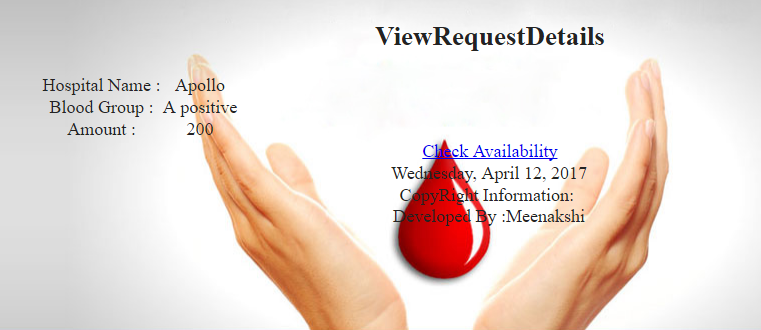 ViewRequestDetails
Hospital Name : Apollo
Blood Group : A positive
Amount : 200
Check Availability
Wednesday, April 12, 2017
CopyRight Information:
Developed By :Meenakshi